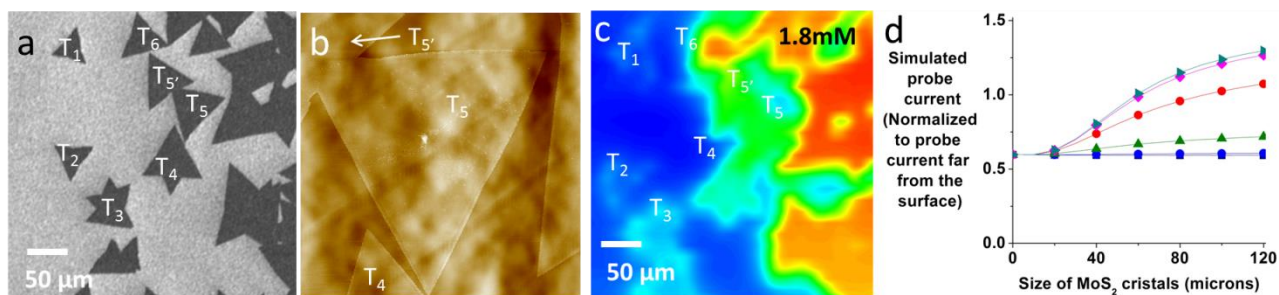 a
T1
T6
T5'
T5
T2
T4
T3
50 µm
b
T5'
T5
T4
c
1.8mM
T6
T1
T5'
T5
T4
T2
T3
50 µm
d
Simulated
probe
current
(Normalized
to probe
current far
from the
surface)
1.5
1.0
0.5
0.0
0 20 40 60 80 100 120
Size of MoS2 cristals (microns)